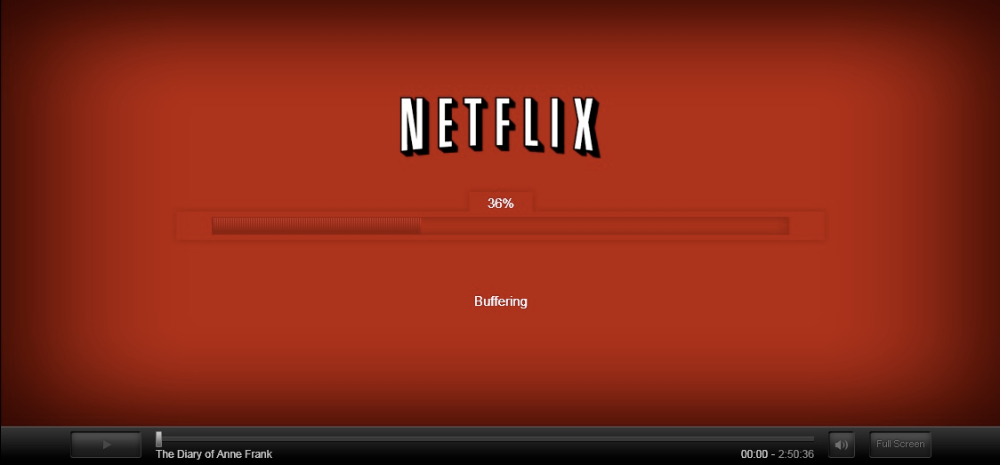 NETFLIX
36%
Buffering
The Diary of Anne Frank
00:00 - 2:50:36
Full Screen